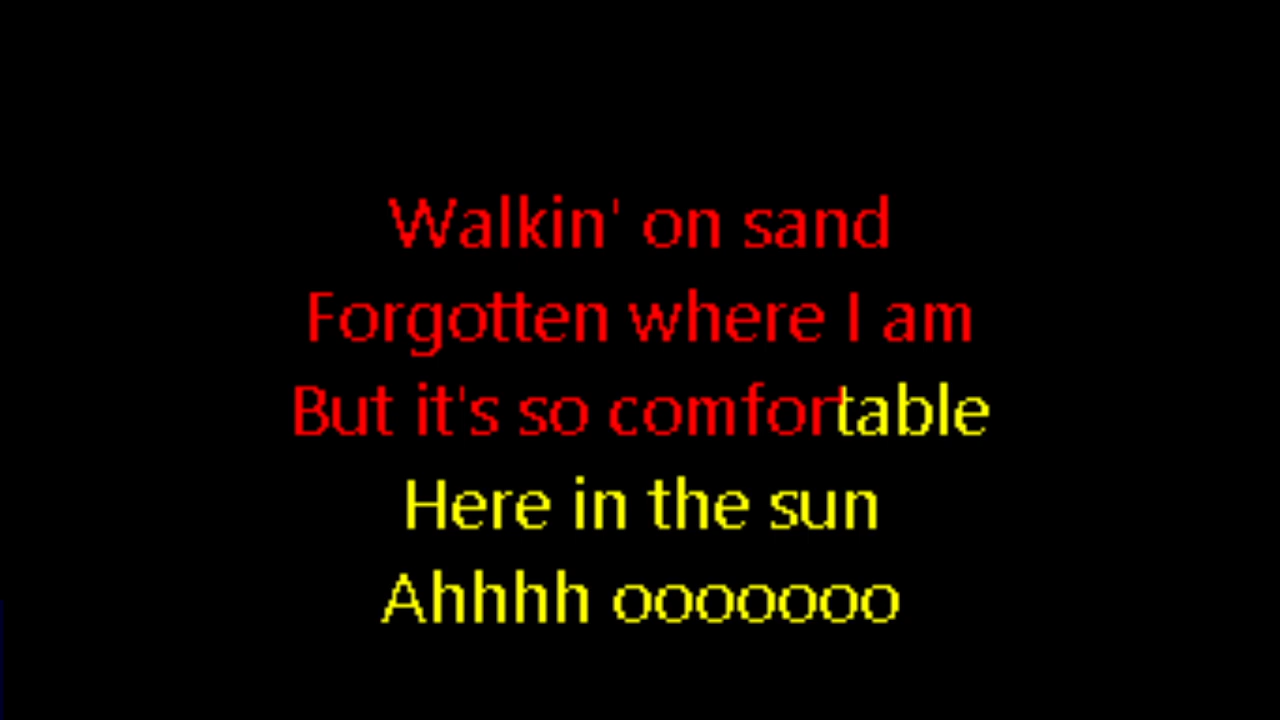 Walkin' on sand
Forgotten where I am
But it's so comfortable
Here in the sun
Ahhhh ooooooo